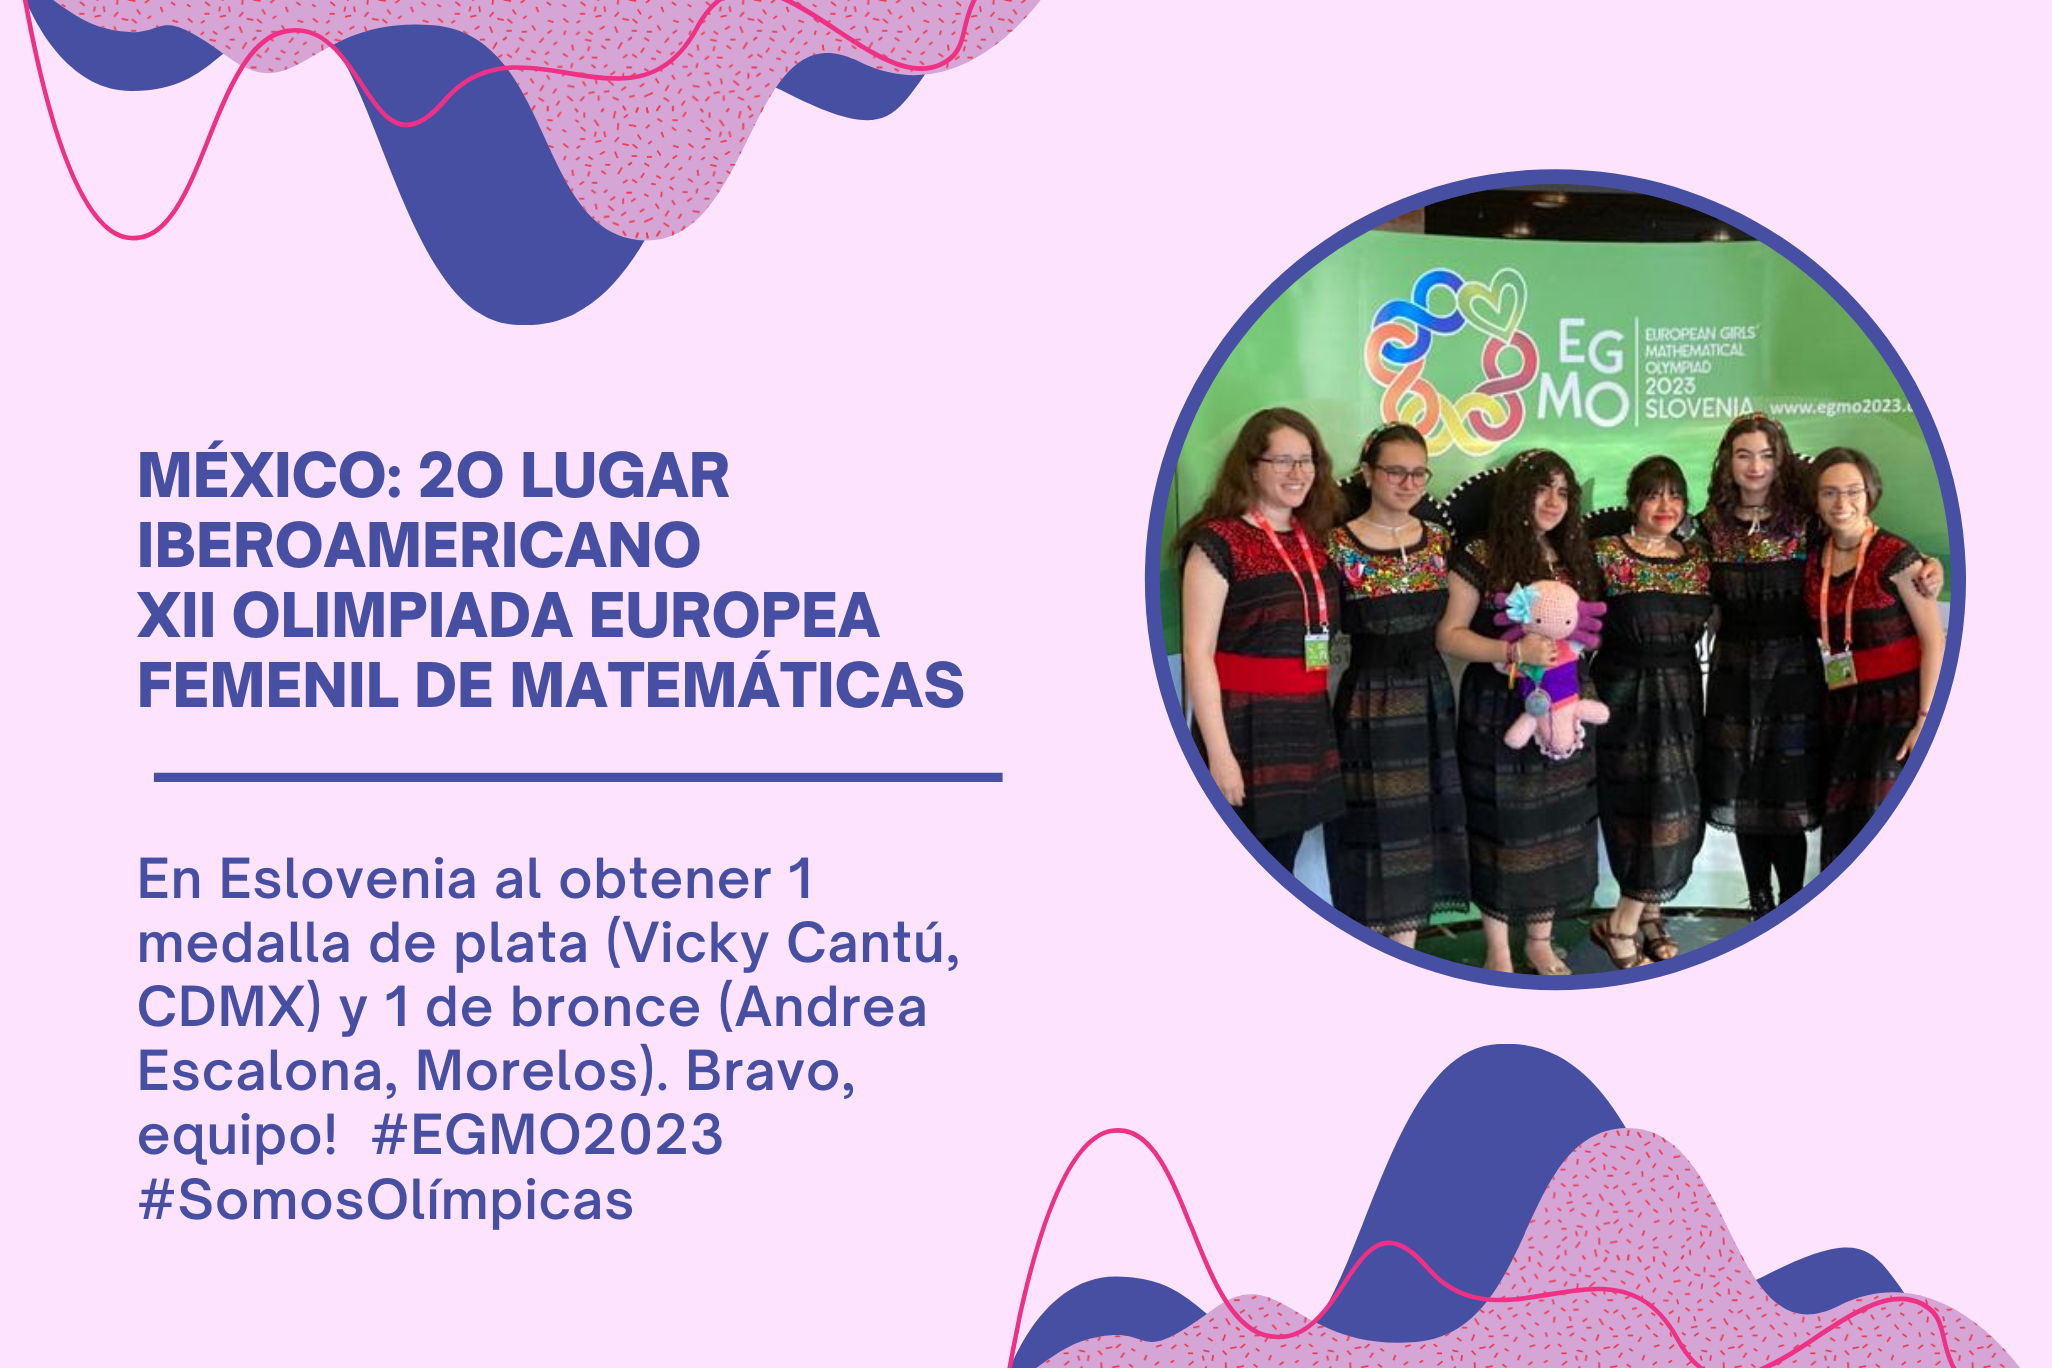 MÉXICO: 2O LUGAR
IBEROAMERICANO
XII OLIMPIADA EUROPEA
FEMENIL DE MATEMÁTICAS
En Eslovenia al obtener 1
medalla de plata (Vicky Cantú,
CDMX) y 1 de bronce (Andrea
Escalona, Morelos). Bravo,
equipo!  #EGMO2023
#SomosOlímpicas
EG
MO
EUROPEAN GIRLS'
MATHEMATICAL
OLYMPIAD
2023
SLOVENIA
www.egmo2023.